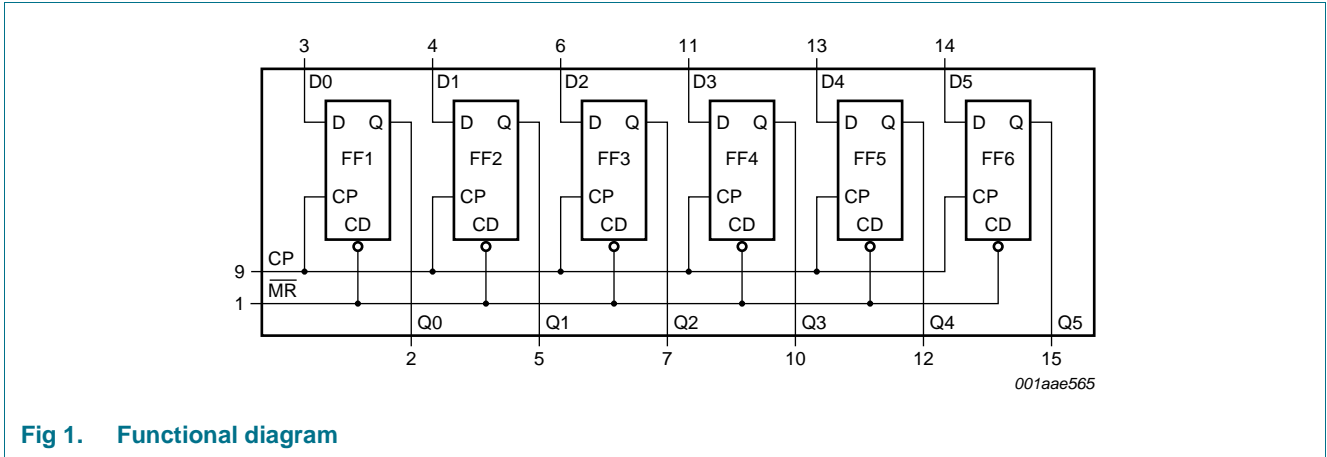 3 4 6 11 13 14
D0 D1 D2 D3 D4 D5
D Q D Q D Q D Q D Q D Q
FF1 FF2 FF3 FF4 FF5 FF6
CP CP CP CP CP CP
CD CD CD CD CD CD
9 CP
1 M̅R̅
Q0 Q1 Q2 Q3 Q4 Q5
2 5 7 10 12 15
001aae565
Fig 1. Functional diagram